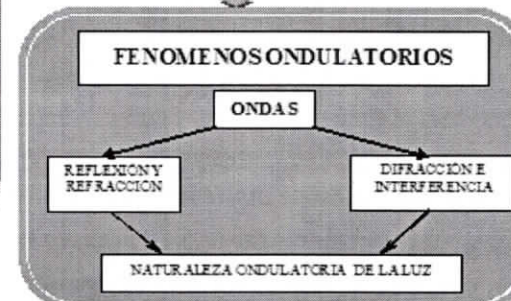 FENOMENOS ONDULATORIOS
ONDAS
REFLEXION Y
REFRACCION
DIFRACCION E
INTERFERENCIA
NATURALEZA ONDULATORIA DE LA LUZ